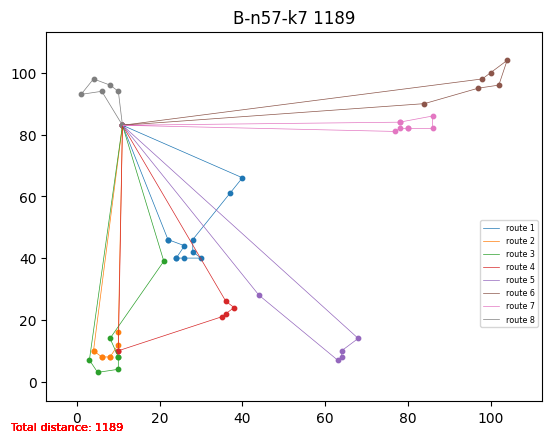 B-n57-k7 1189
100
80
60
40
20
0
route 1
route 2
route 3
route 4
route 5
route 6
route 7
route 8
0 20 40 60 80 100
Total distance: 1189